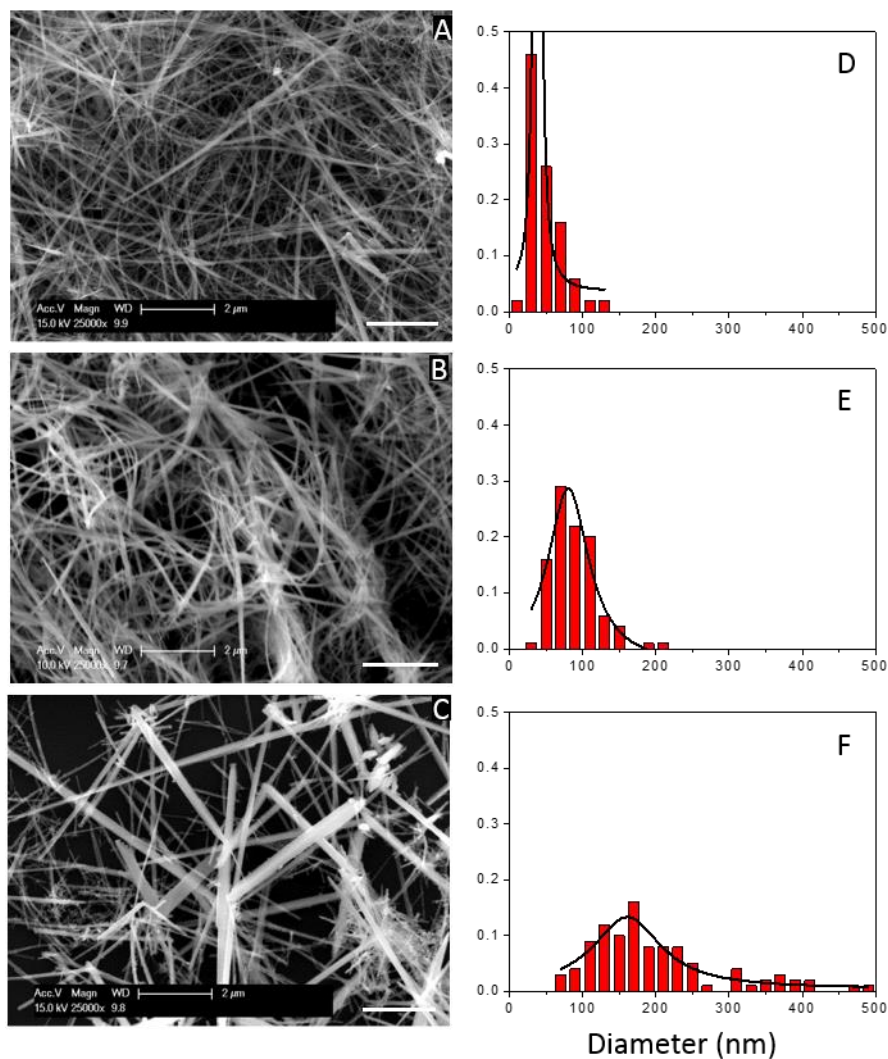 A
Acc.V Magn WD 2 µm
15.0 kV 25000x 9.9
D
0.5
0.4
0.3
0.2
0.1
0.0
0 100 200 300 400 500
B
Acc.V Magn WD 2 µm
10.0 kV 25000x 9.7
E
0.5
0.4
0.3
0.2
0.1
0.0
0 100 200 300 400 500
C
Acc.V Magn WD 2 µm
15.0 kV 25000x 9.8
F
0.5
0.4
0.3
0.2
0.1
0.0
0 100 200 300 400 500
Diameter (nm)